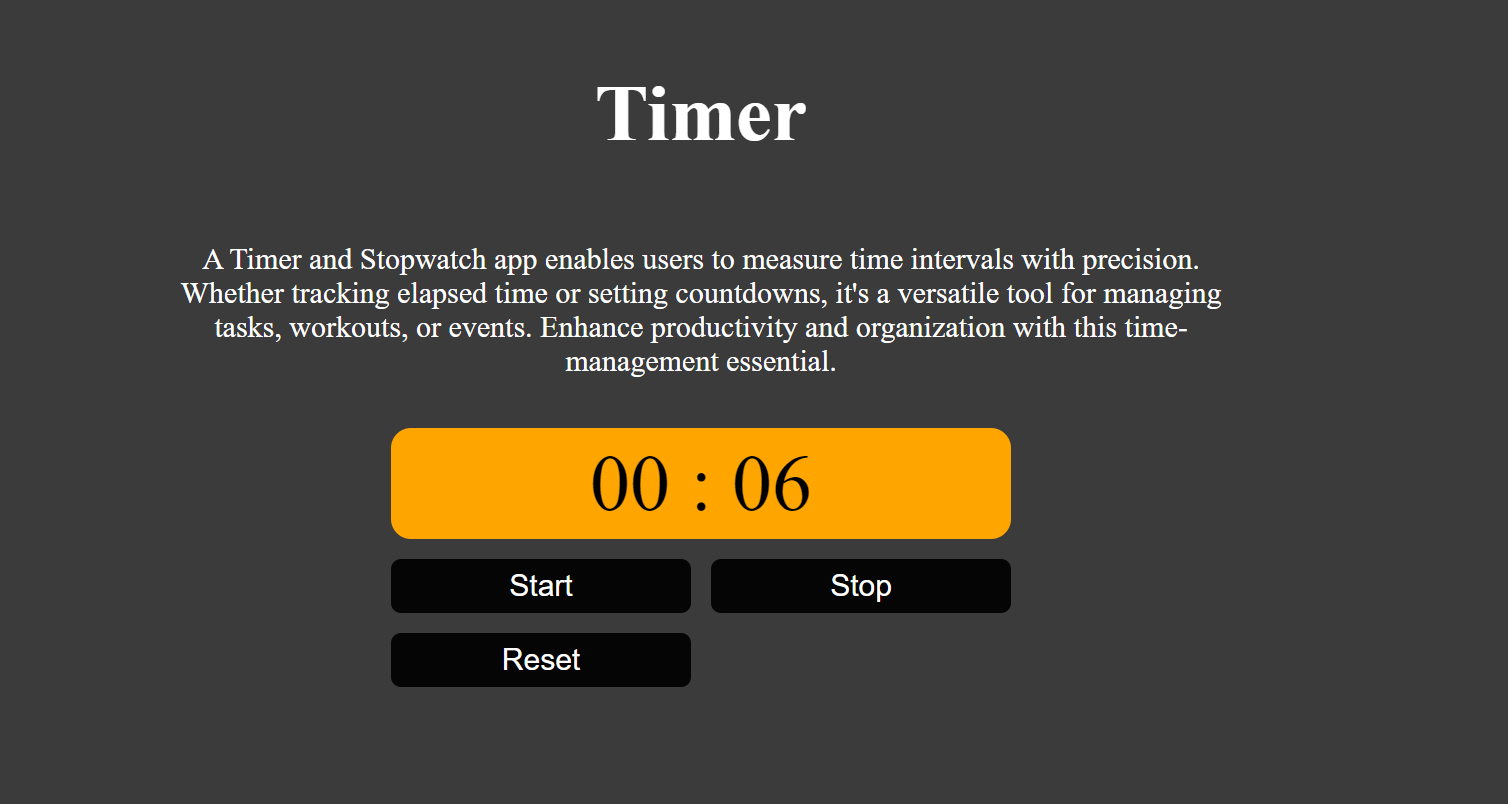 Timer
A Timer and Stopwatch app enables users to measure time intervals with precision.
Whether tracking elapsed time or setting countdowns, it's a versatile tool for managing
tasks, workouts, or events. Enhance productivity and organization with this time-
management essential.
00 : 06
Start Stop
Reset